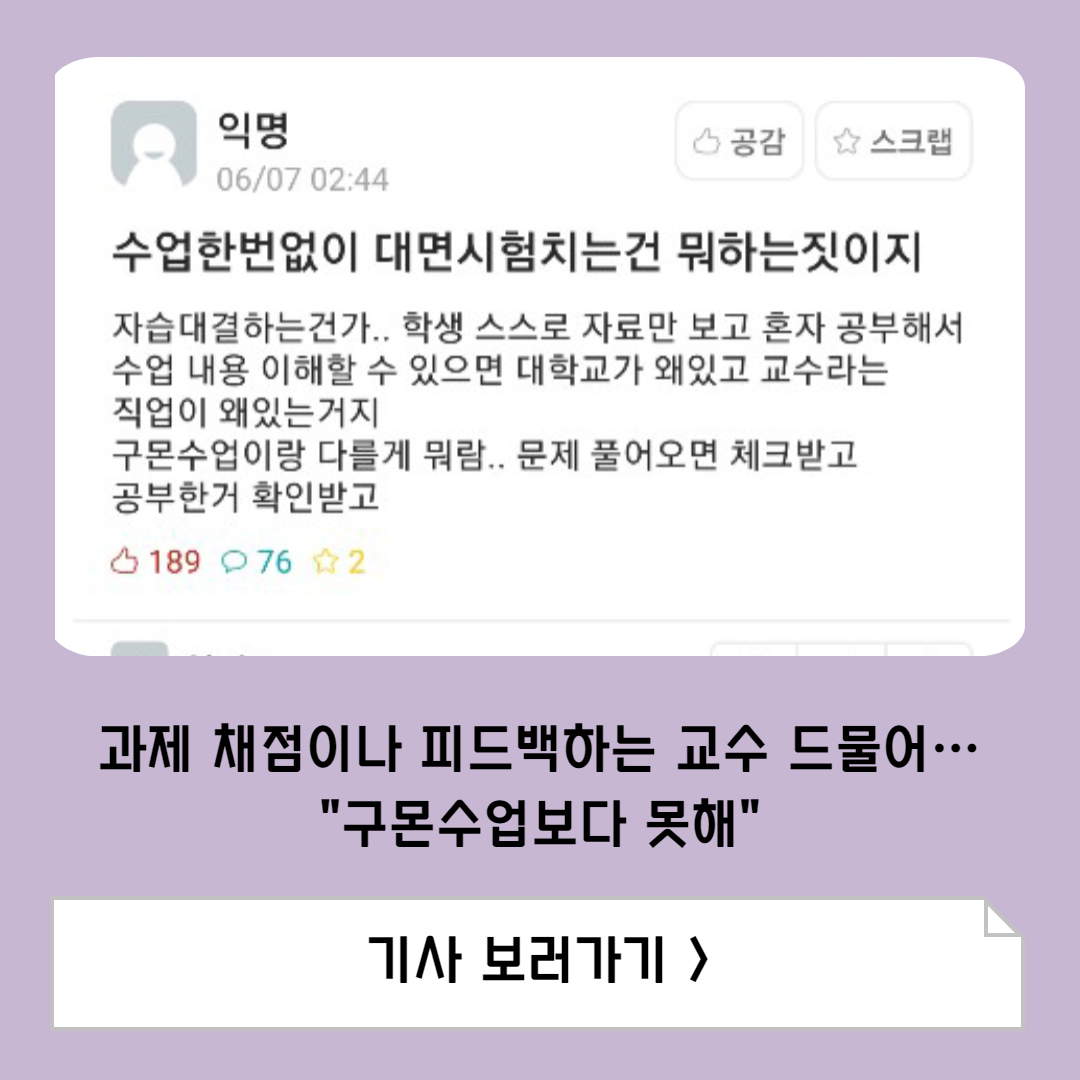 익명
06/07 02:44
공감
스크랩
수업한번없이 대면시험치는건 뭐하는짓이지
자습대결하는건가.. 학생 스스로 자료만 보고 혼자 공부해서
수업 내용 이해할 수 있으면 대학교가 왜있고 교수라는
직업이 왜있는거지
구몬수업이랑 다를게 뭐람.. 문제 풀어오면 체크받고
공부한거 확인받고
189 76 2
과제 채점이나 피드백하는 교수 드물어…
"구몬수업보다 못해"
기사 보러가기 >